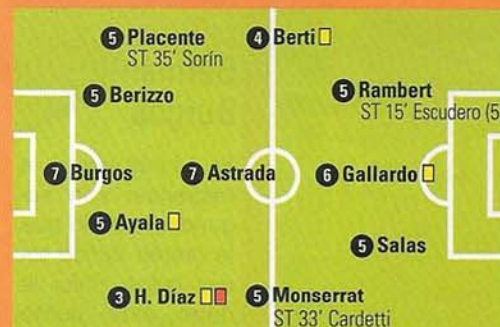 5 Placente
ST 35' Sorín
4 Berti
5 Berizzo
5 Rambert
ST 15' Escudero (5
7 Burgos
7 Astrada
6 Gallardo
5 Ayala
5 Salas
3 H. Díaz
5 Monserrat
ST 33' Cardetti